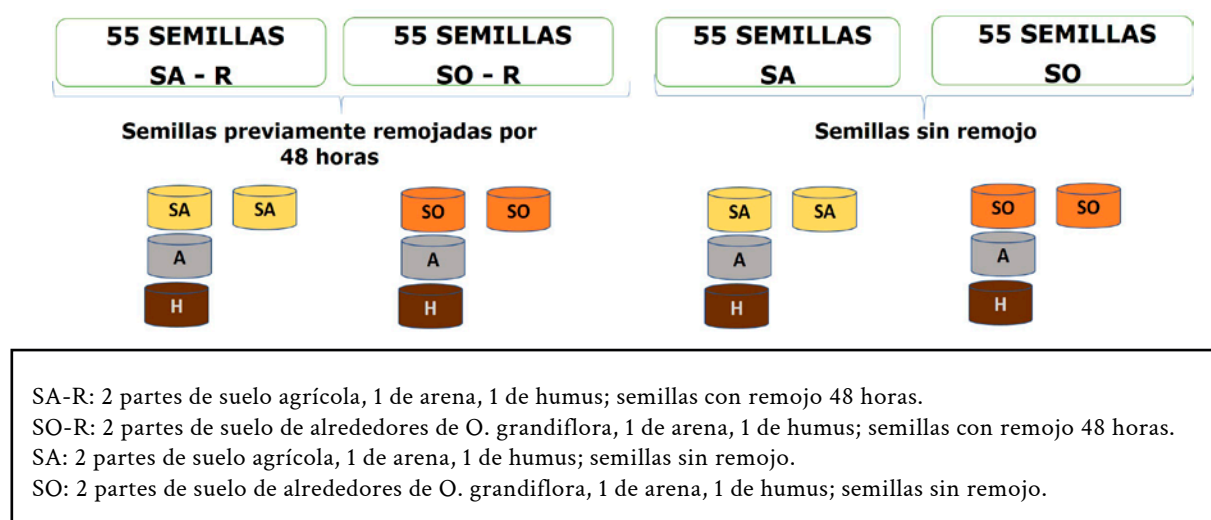 55 SEMILLAS
SA - R
55 SEMILLAS
SO - R
55 SEMILLAS
SA
55 SEMILLAS
SO
Semillas previamente remojadas por
48 horas
Semillas sin remojo
SA SA
A
H
SO SO
A
H
SA SA
A
H
SO SO
A
H
SA-R: 2 partes de suelo agrícola, 1 de arena, 1 de humus; semillas con remojo 48 horas.
SO-R: 2 partes de suelo de alrededores de O. grandiflora, 1 de arena, 1 de humus; semillas con remojo 48 horas.
SA: 2 partes de suelo agrícola, 1 de arena, 1 de humus; semillas sin remojo.
SO: 2 partes de suelo de alrededores de O. grandiflora, 1 de arena, 1 de humus; semillas sin remojo.